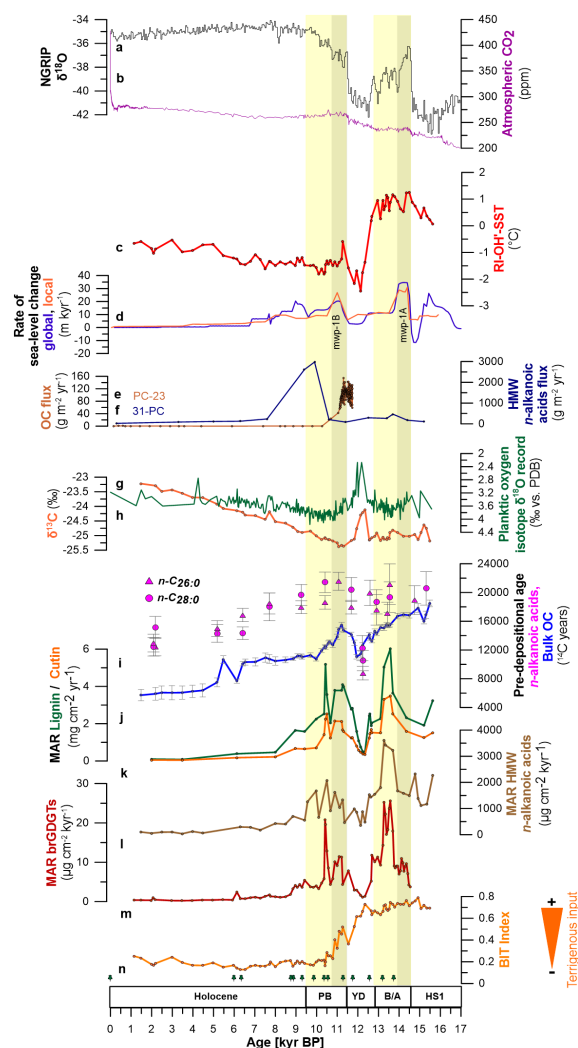 NGRIP
δ18O
-34
-36
-38
-40
-42
a
b
450
400
350
300
250
200
Atmospheric CO2
(ppm)
c
2
1
0
-1
-2
-3
RI-OH'-SST
(°C)
Rate of
sea-level change
global, local
(m kyr-1)
40
30
20
10
0
-10
-20
d
mwp-1B
mwp-1A
OC flux
(g m-2 yr-1)
160
120
80
40
0
e PC-23
f 31-PC
3000
2000
1000
0
HMW
n-alkanoic
acids flux
(g m-2 yr-1)
δ13C (‰)
-23
-23.5
-24
-24.5
-25
-25.5
g
h
2
2.8
3.6
4.4
Planktic oxygen
isotope δ18O record
(‰ vs. PDB)
n-C26:0
n-C28:0
i
24000
20000
16000
12000
8000
4000
Pre-depositional age
n-alkanoic acids,
Bulk OC
(14C years)
MAR Lignin / Cutin
(mg cm-2 yr-1)
6
4
2
0
j
k
4000
3000
2000
1000
0
MAR HMW
n-alkanoic acids
(µg cm-2 kyr-1)
MAR brGDGTs
(µg cm-2 kyr-1)
30
20
10
0
l
m
n
0.8
0.6
0.4
0.2
0
BIT Index
+
-
Terrigenous input
Holocene PB YD B/A HS1
0 1 2 3 4 5 6 7 8 9 10 11 12 13 14 15 16 17
Age [kyr BP]